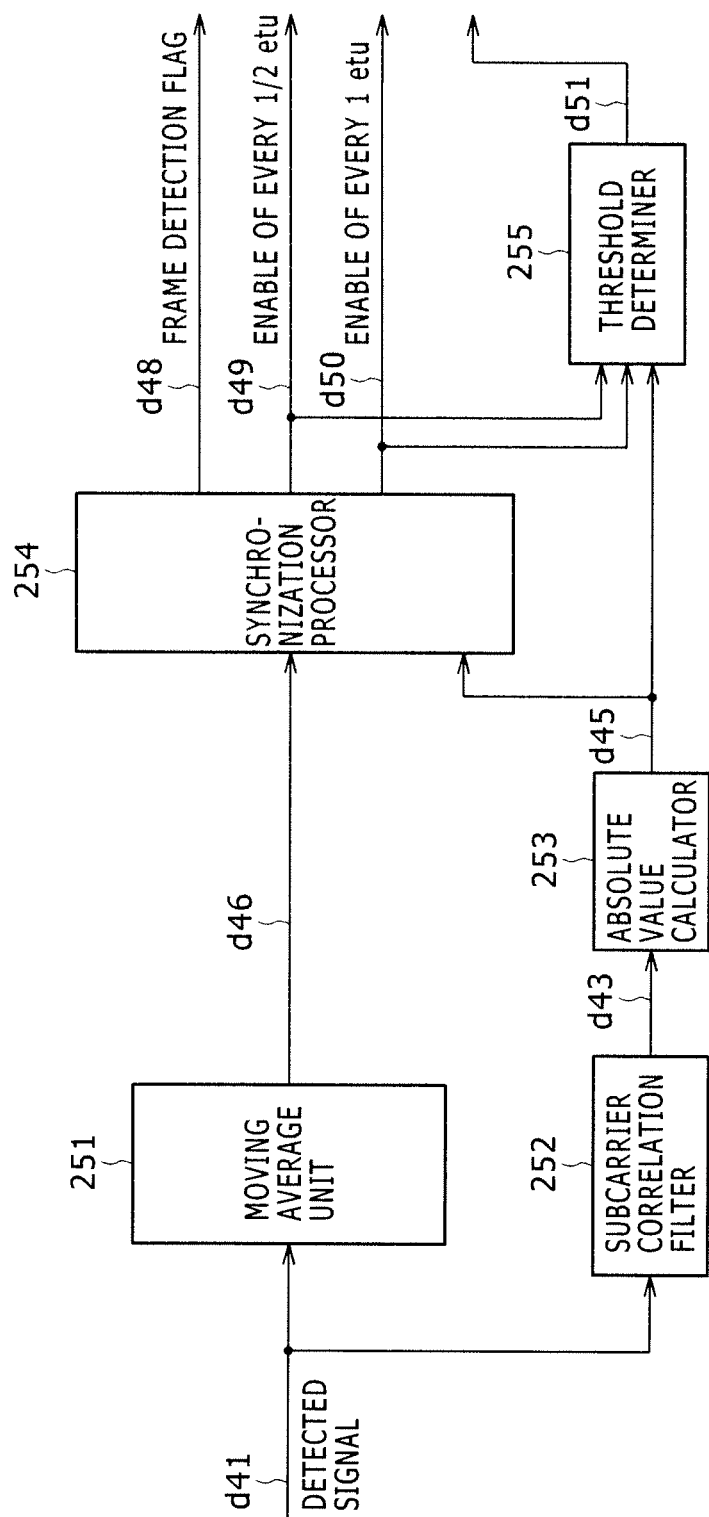 d41
DETECTED
SIGNAL
251
MOVING
AVERAGE
UNIT
252
SUBCARRIER
CORRELATION
FILTER
d43
253
ABSOLUTE
VALUE
CALCULATOR
d45
d46
254
SYNCHRO-
NIZATION
PROCESSOR
d48
FRAME DETECTION FLAG
d49
ENABLE OF EVERY 1/2 etu
d50
ENABLE OF EVERY 1 etu
255
THRESHOLD
DETERMINER
d51